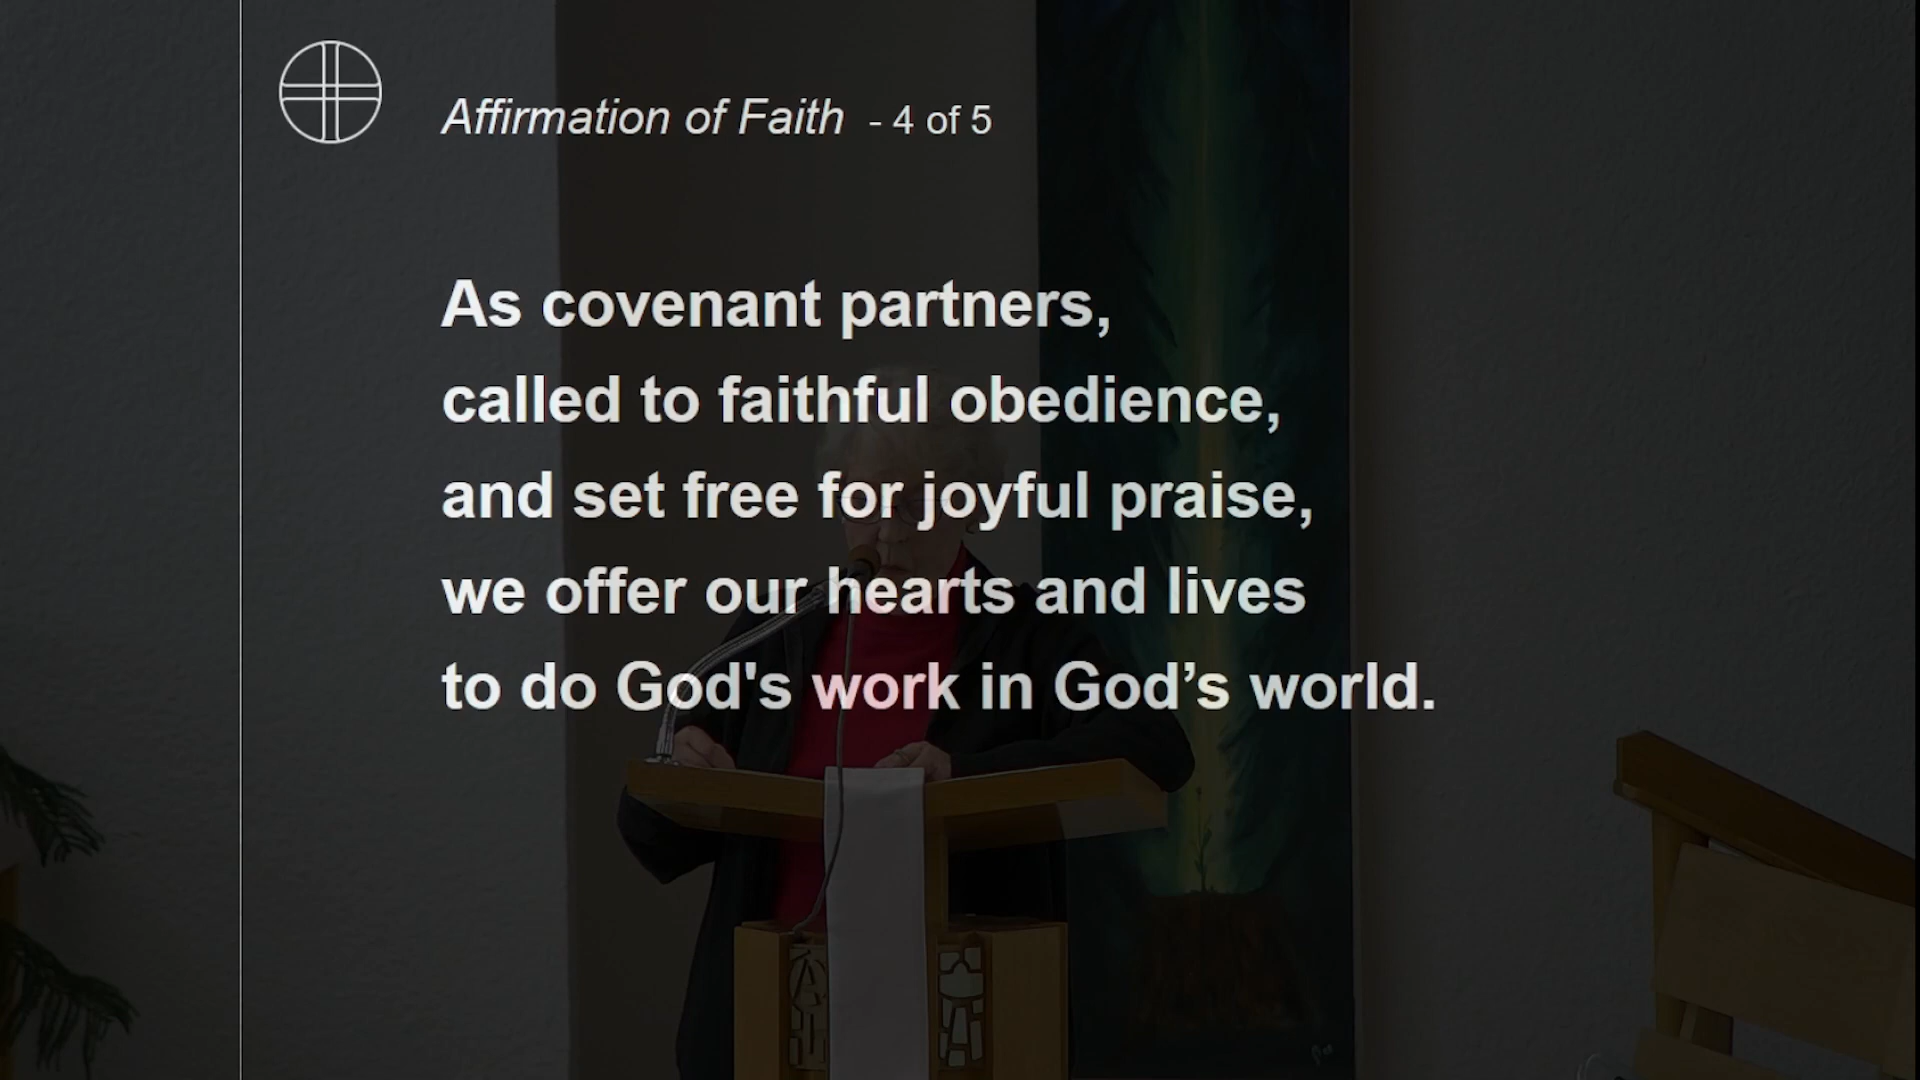 Affirmation of Faith - 4 of 5
As covenant partners,
called to faithful obedience,
and set free for joyful praise,
we offer our hearts and lives
to do God's work in God’s world.